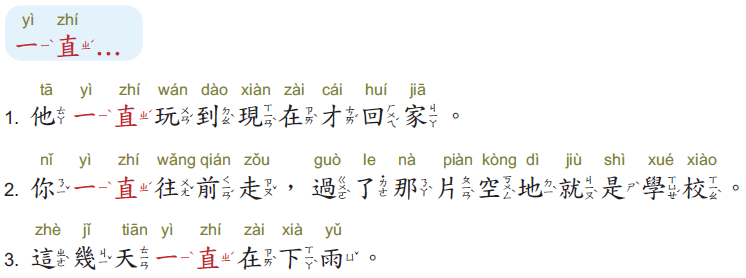 yì zhí
一直…
tā yì zhí wán dào xiàn zài cái huí jiā
1. 他一直玩到現在才回家。
nǐ yì zhí wǎng qián zǒu guò le nà piàn kòng dì jiù shì xué xiào
2. 你一直往前走，過了那片空地就是學校。
zhè jǐ tiān yì zhí zài xià yǔ
3. 這幾天一直在下雨。